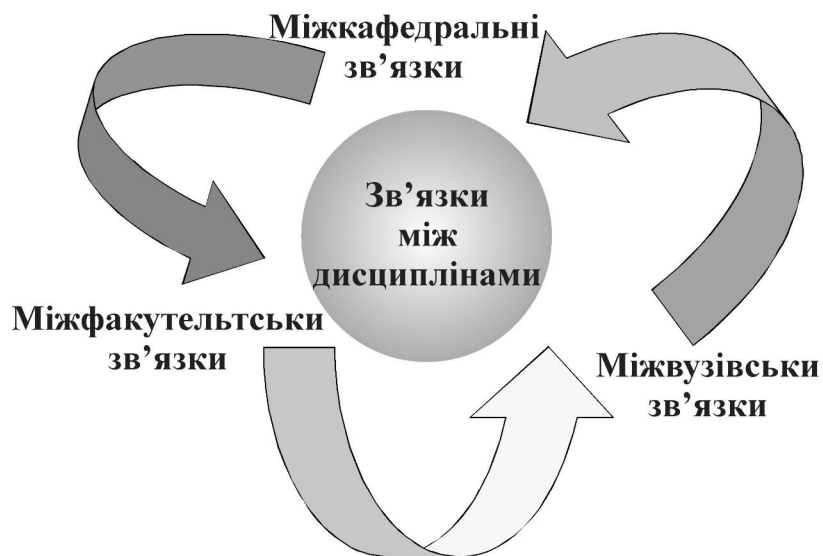 Міжкафедральні
зв’язки
Зв’язки
між
дисциплінами
Міжфакутельтськи
зв’язки
Міжвузівськи
зв’язки